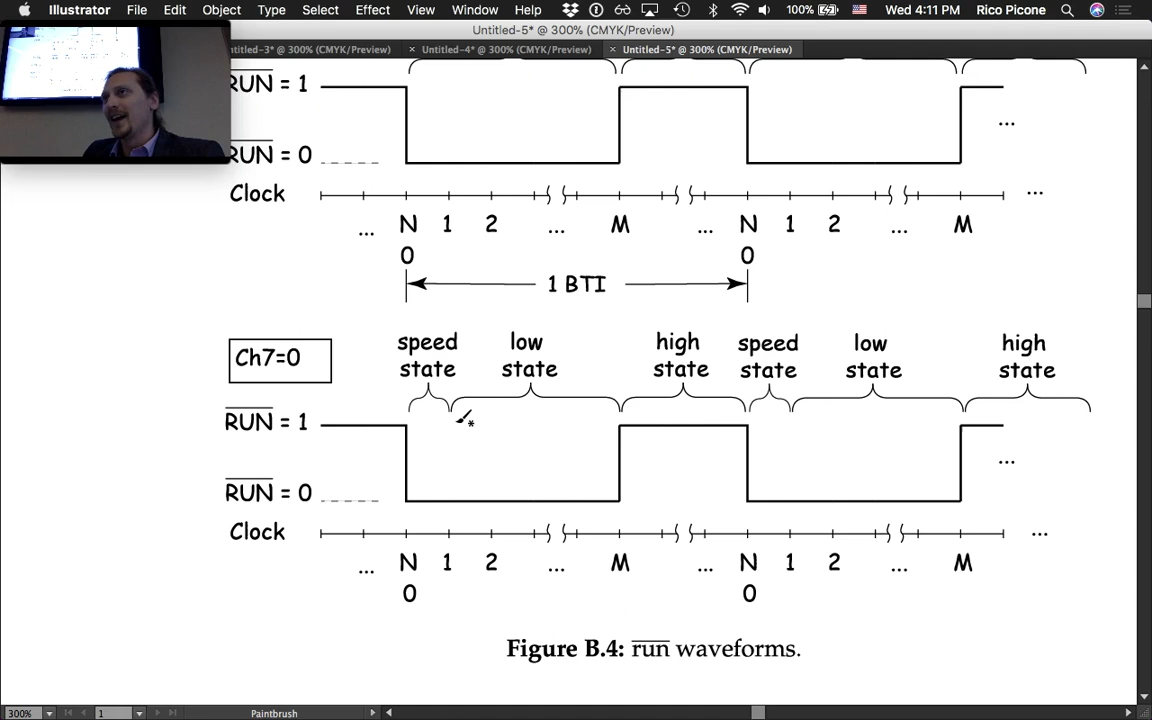 Illustrator File Edit Object Type Select Effect View Window Help 100% Wed 4:11 PM Rico Picone
Untitled-5* @ 300% (CMYK/Preview)
Untitled-3* @ 300% (CMYK/Preview) × Untitled-4* @ 300% (CMYK/Preview) × Untitled-5* @ 300% (CMYK/Preview)
RUN = 1
...
RUN = 0
Clock ...
... N 1 2 ... M ... N 1 2 ... M
0 0
1 BTI
speed low high speed low high
Ch7=0 state state state state state state
RUN = 1
...
RUN = 0
Clock ...
... N 1 2 ... M ... N 1 2 ... M
0 0
Figure B.4: run waveforms.
300% 1 Paintbrush